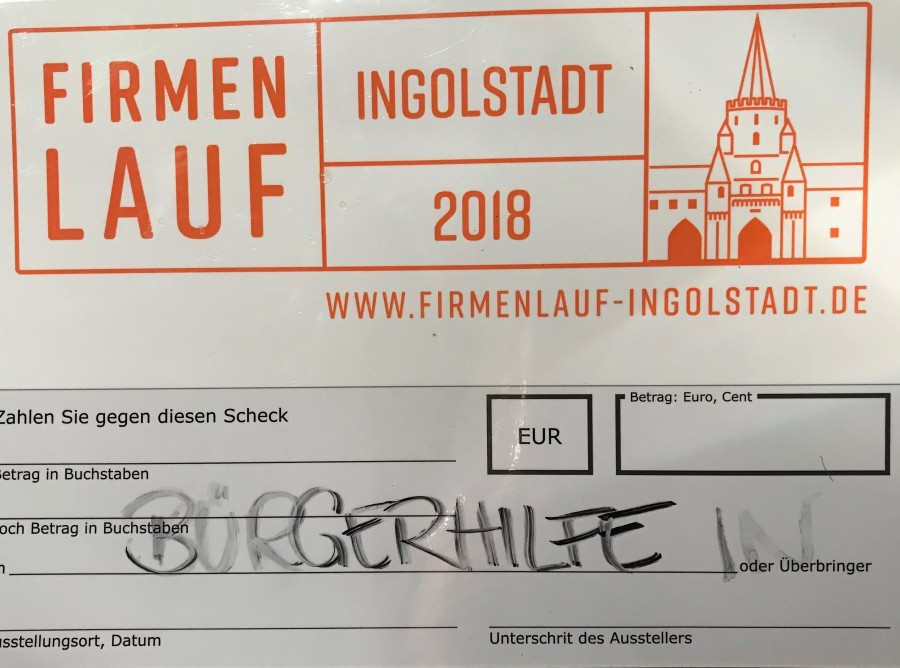 FIRMEN
LAUF
INGOLSTADT
2018
WWW.FIRMENLAUF-INGOLSTADT.DE
Zahlen Sie gegen diesen Scheck
EUR
Betrag: Euro, Cent
Betrag in Buchstaben
och Betrag in Buchstaben
BÜRGERHILFE IN
n
oder Überbringer
usstellungsort, Datum
Unterschrit des Ausstellers